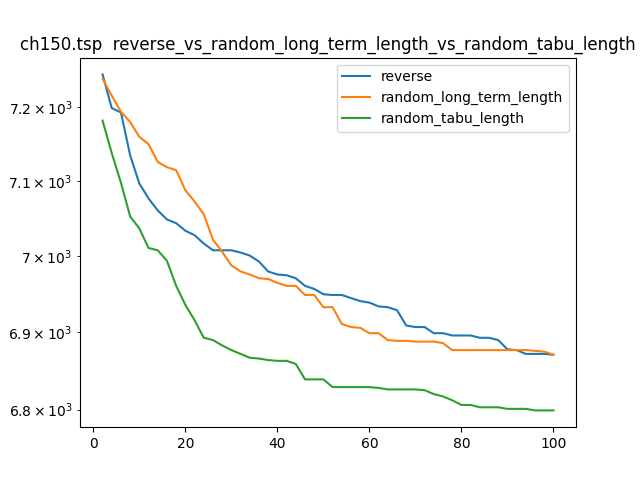 ch150.tsp  reverse_vs_random_long_term_length_vs_random_tabu_length
reverse
random_long_term_length
random_tabu_length
7.2 × 10³
7.1 × 10³
7 × 10³
6.9 × 10³
6.8 × 10³
0 20 40 60 80 100